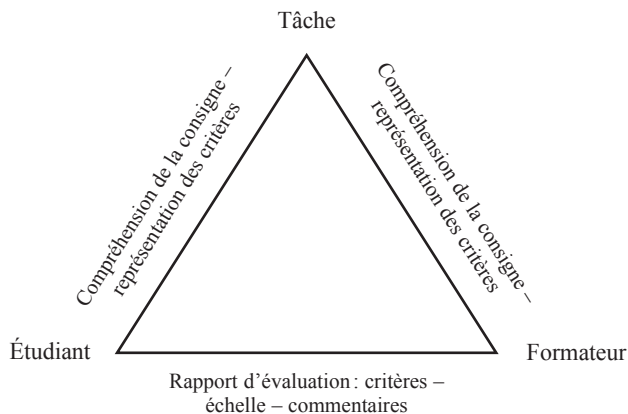 Tâche
Compréhension de la consigne –
représentation des critères
Compréhension de la consigne –
représentation des critères
Étudiant
Formateur
Rapport d’évaluation : critères –
échelle – commentaires